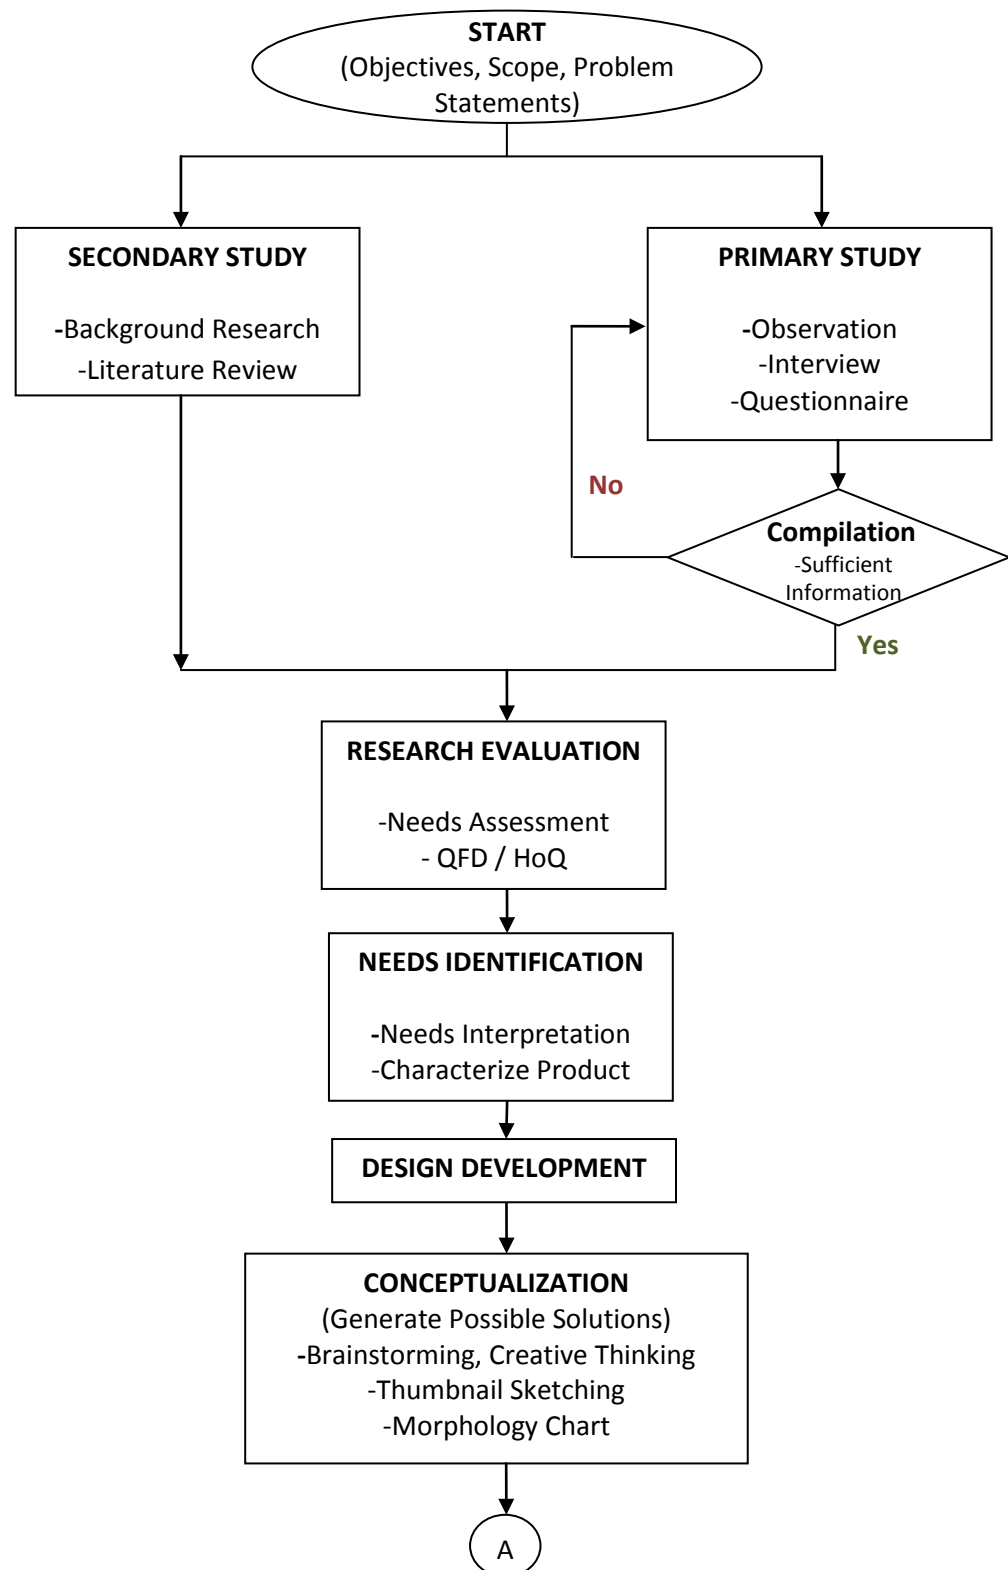 START
(Objectives, Scope, Problem
Statements)
SECONDARY STUDY
-Background Research
-Literature Review
PRIMARY STUDY
-Observation
-Interview
-Questionnaire
No
Compilation
-Sufficient
Information
Yes
RESEARCH EVALUATION
-Needs Assessment
- QFD / HoQ
NEEDS IDENTIFICATION
-Needs Interpretation
-Characterize Product
DESIGN DEVELOPMENT
CONCEPTUALIZATION
(Generate Possible Solutions)
-Brainstorming, Creative Thinking
-Thumbnail Sketching
-Morphology Chart
A